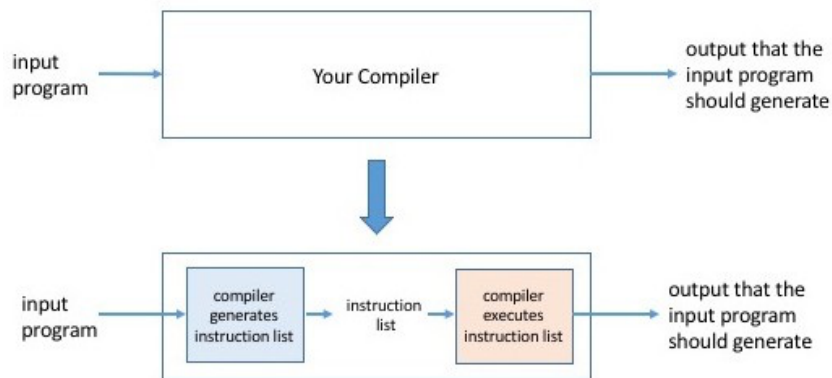 input
program
Your Compiler
output that the
input program
should generate
input
program
compiler
generates
instruction list
instruction
list
compiler
executes
instruction list
output that the
input program
should generate